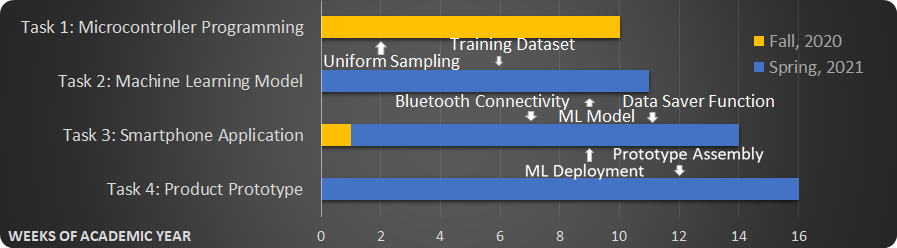 Task 1: Microcontroller Programming
Fall, 2020
Training Dataset
Uniform Sampling
Spring, 2021
Task 2: Machine Learning Model
Bluetooth Connectivity
Data Saver Function
ML Model
Task 3: Smartphone Application
Prototype Assembly
ML Deployment
Task 4: Product Prototype
WEEKS OF ACADEMIC YEAR
0 2 4 6 8 10 12 14 16